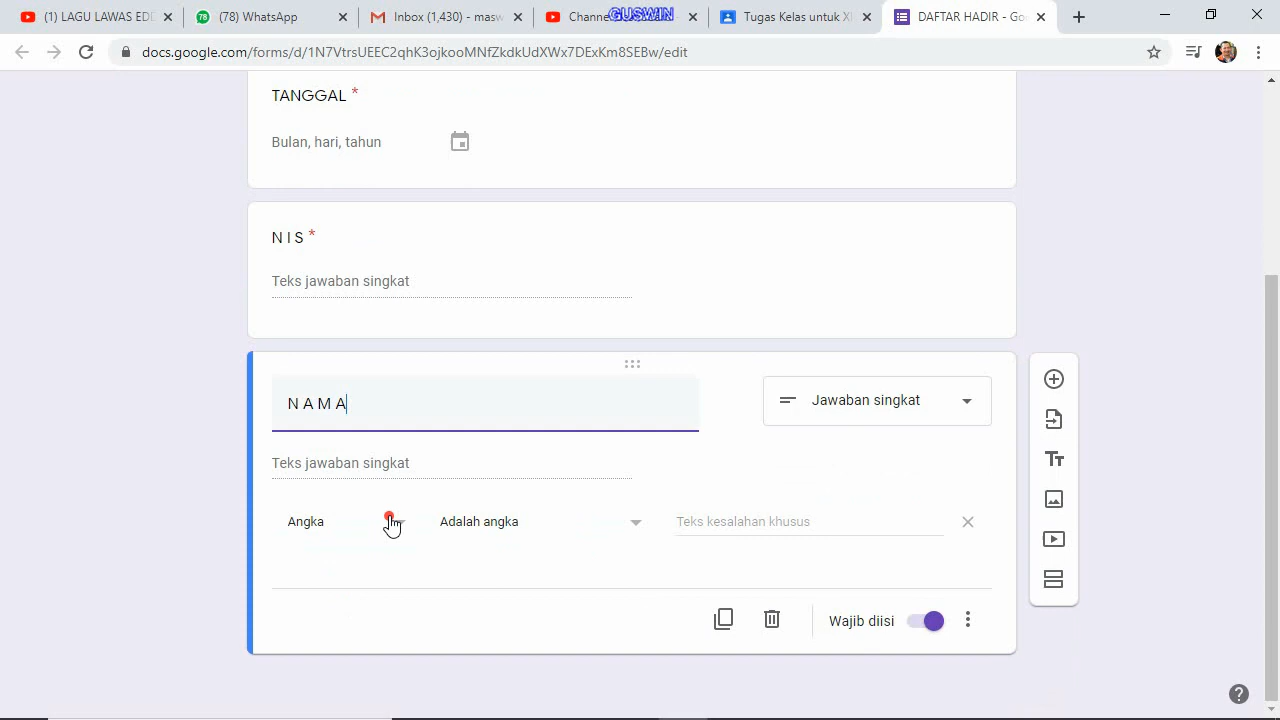 (1) LAGU LAWAS EDD
(78) WhatsApp
Inbox (1,430) - masw
Channe
GUSWIN
Tugas Kelas untuk X
DAFTAR HADIR - Go
docs.google.com/forms/d/1N7VtrsUEEC2qhK3ojkooMNfZkdkUdXWx7DExKm8SEBw/edit
TANGGAL *
Bulan, hari, tahun
N I S *
Teks jawaban singkat
N A M A
Jawaban singkat
Teks jawaban singkat
Angka
Adalah angka
Teks kesalahan khusus
Wajib diisi